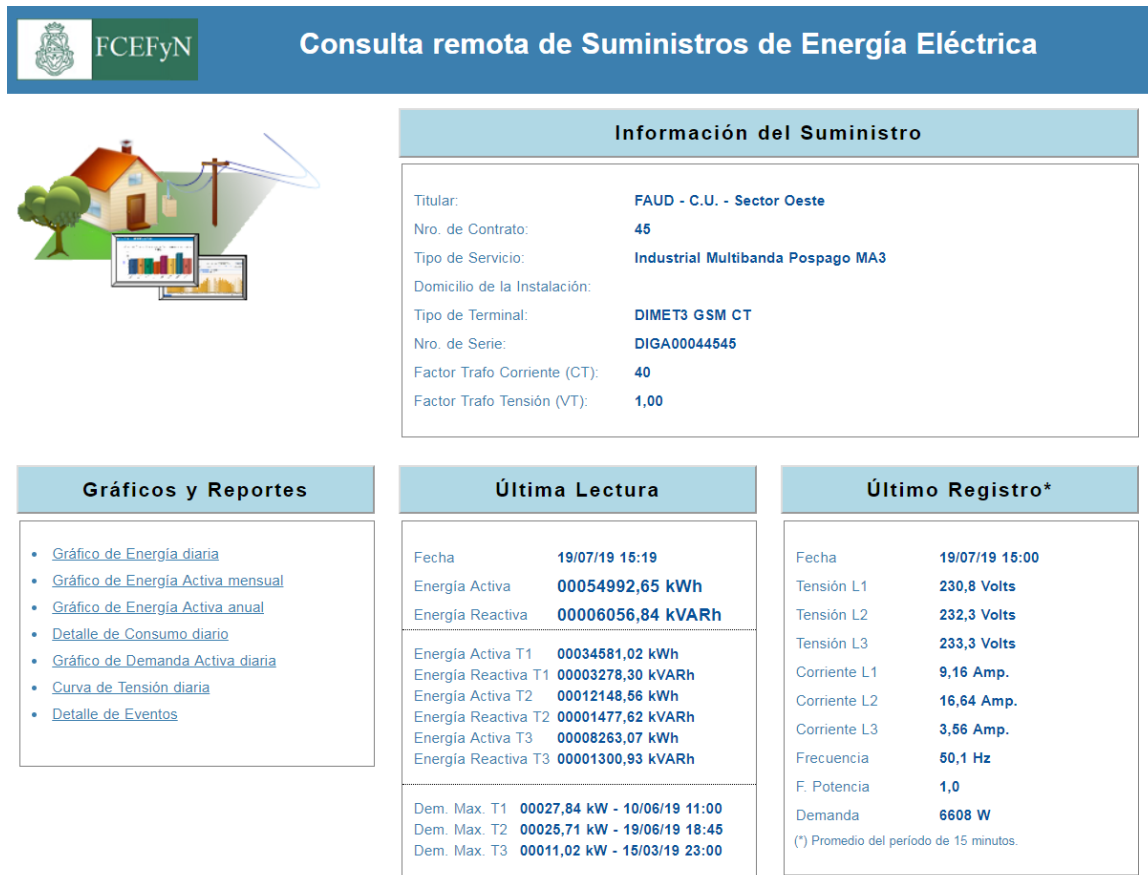 FCEFyN
Consulta remota de Suministros de Energía Eléctrica
Información del Suministro
Titular: FAUD - C.U. - Sector Oeste
Nro. de Contrato: 45
Tipo de Servicio: Industrial Multibanda Pospago MA3
Domicilio de la Instalación:
Tipo de Terminal: DIMET3 GSM CT
Nro. de Serie: DIGA00044545
Factor Trafo Corriente (CT): 40
Factor Trafo Tensión (VT): 1,00
Gráficos y Reportes
Gráfico de Energía diaria
Gráfico de Energía Activa mensual
Gráfico de Energía Activa anual
Detalle de Consumo diario
Gráfico de Demanda Activa diaria
Curva de Tensión diaria
Detalle de Eventos
Última Lectura
Fecha 19/07/19 15:19
Energía Activa 00054992,65 kWh
Energía Reactiva 00006056,84 kVARh
Energía Activa T1 00034581,02 kWh
Energía Reactiva T1 00003278,30 kVARh
Energía Activa T2 00012148,56 kWh
Energía Reactiva T2 00001477,62 kVARh
Energía Activa T3 00008263,07 kWh
Energía Reactiva T3 00001300,93 kVARh
Dem. Max. T1 00027,84 kW - 10/06/19 11:00
Dem. Max. T2 00025,71 kW - 19/06/19 18:45
Dem. Max. T3 00011,02 kW - 15/03/19 23:00
Último Registro*
Fecha 19/07/19 15:00
Tensión L1 230,8 Volts
Tensión L2 232,3 Volts
Tensión L3 233,3 Volts
Corriente L1 9,16 Amp.
Corriente L2 16,64 Amp.
Corriente L3 3,56 Amp.
Frecuencia 50,1 Hz
F. Potencia 1,0
Demanda 6608 W
(*) Promedio del período de 15 minutos.